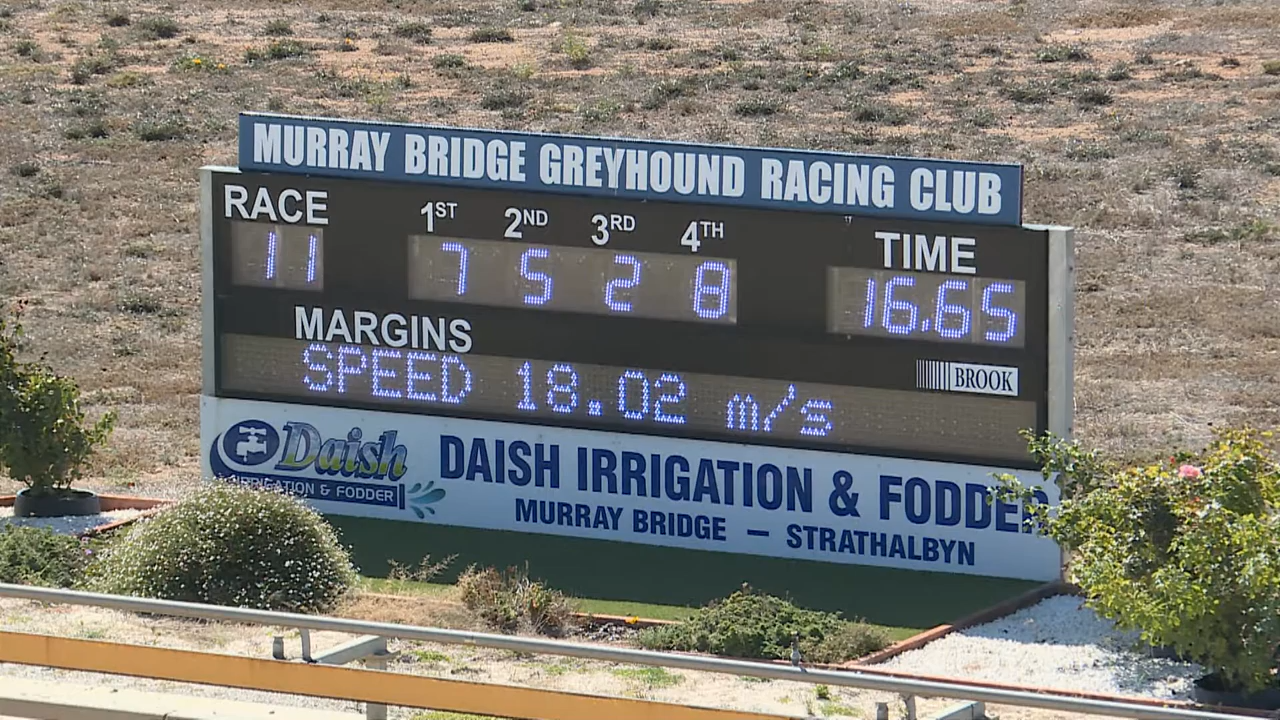 MURRAY BRIDGE GREYHOUND RACING CLUB
RACE 1ST 2ND 3RD 4TH TIME
11 7 5 2 8 16.65
MARGINS
BROOK
SPEED 18.02 m/s
Daish
IRRIGATION & FODDER
DAISH IRRIGATION & FODDER
MURRAY BRIDGE – STRATHALBYN